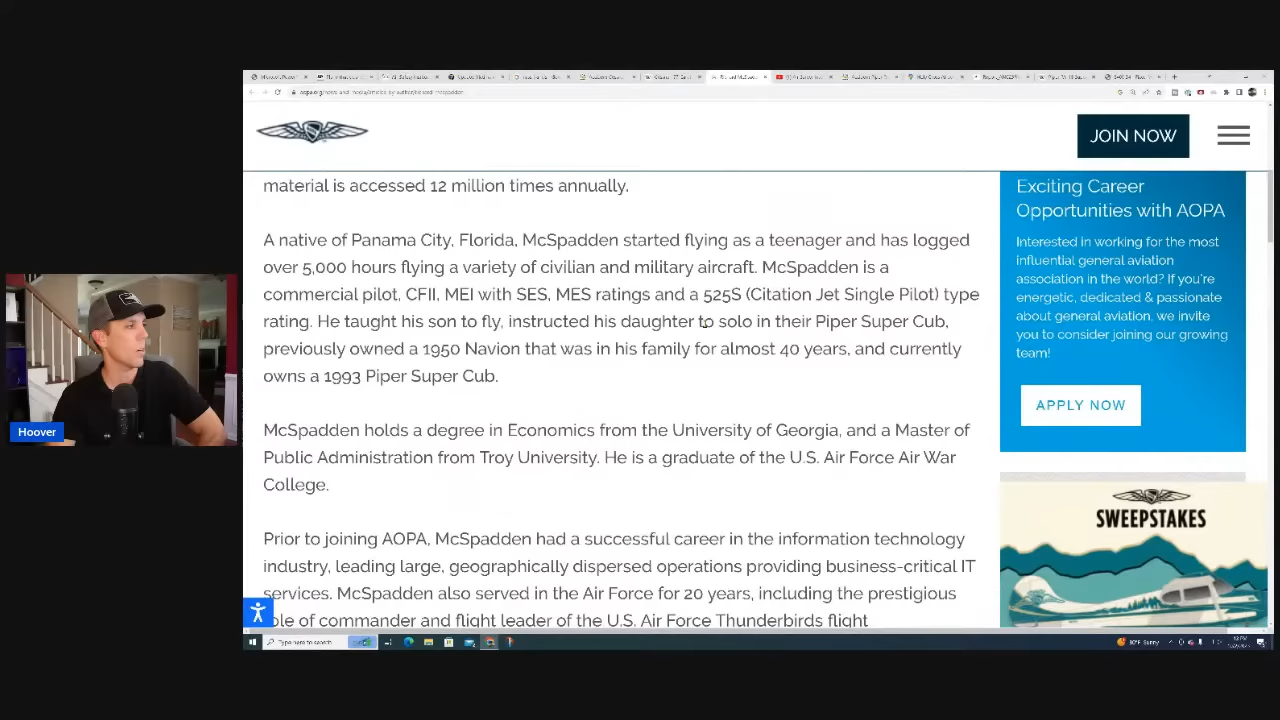 JOIN NOW
material is accessed 12 million times annually.
A native of Panama City, Florida, McSpadden started flying as a teenager and has logged
over 5,000 hours flying a variety of civilian and military aircraft. McSpadden is a
commercial pilot, CFII, MEI with SES, MES ratings and a 525S (Citation Jet Single Pilot) type
rating. He taught his son to fly, instructed his daughter to solo in their Piper Super Cub,
previously owned a 1950 Navion that was in his family for almost 40 years, and currently
owns a 1993 Piper Super Cub.
McSpadden holds a degree in Economics from the University of Georgia, and a Master of
Public Administration from Troy University. He is a graduate of the U.S. Air Force Air War
College.
Prior to joining AOPA, McSpadden had a successful career in the information technology
industry, leading large, geographically dispersed operations providing business-critical IT
services. McSpadden also served in the Air Force for 20 years, including the prestigious
role of commander and flight leader of the U.S. Air Force Thunderbirds flight
Exciting Career
Opportunities with AOPA
Interested in working for the most
influential general aviation
association in the world? If you're
energetic, dedicated & passionate
about general aviation, we invite
you to consider joining our growing
team!
APPLY NOW
SWEEPSTAKES
Hoover
Type here to search
80°F Sunny